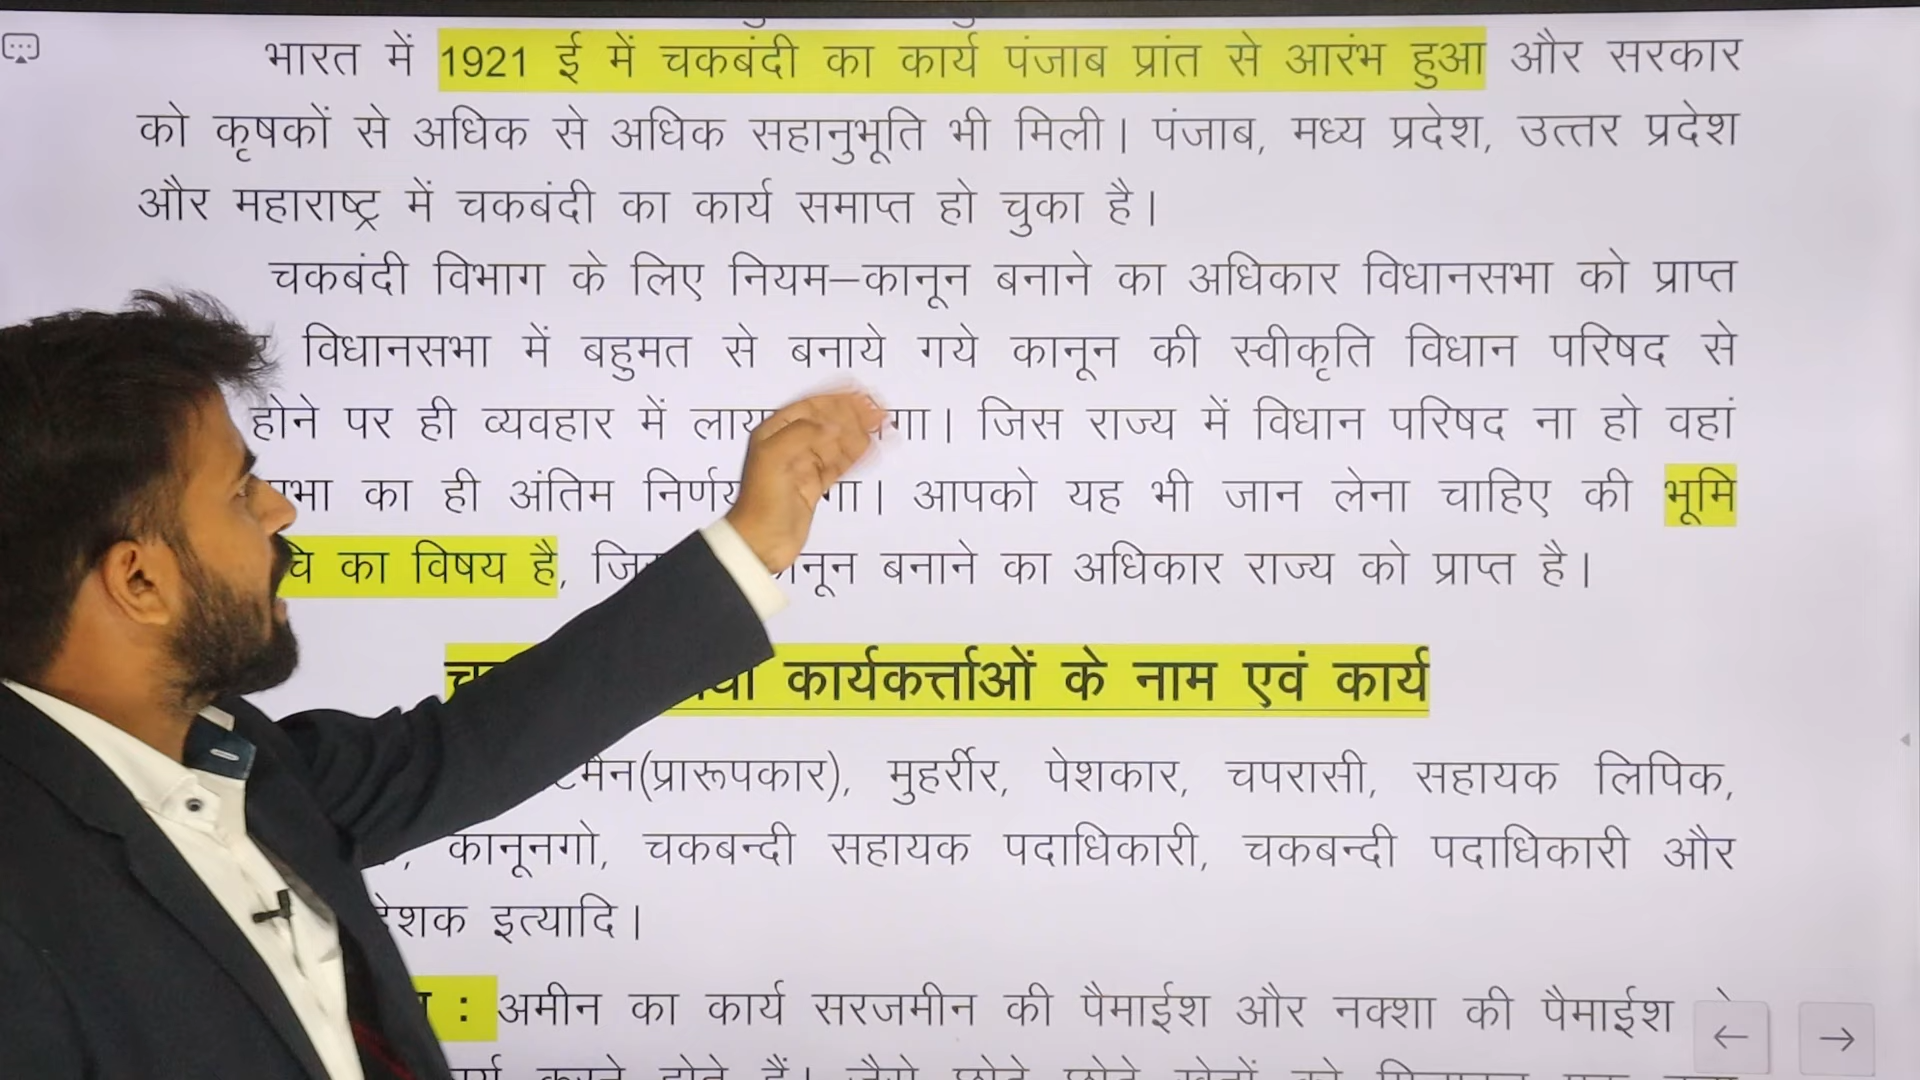 भारत में 1921 ई में चकबंदी का कार्य पंजाब प्रांत से आरंभ हुआ और सरकार
को कृषकों से अधिक से अधिक सहानुभूति भी मिली। पंजाब, मध्य प्रदेश, उत्तर प्रदेश
और महाराष्ट्र में चकबंदी का कार्य समाप्त हो चुका है।
चकबंदी विभाग के लिए नियम–कानून बनाने का अधिकार विधानसभा को प्राप्त
विधानसभा में बहुमत से बनाये गये कानून की स्वीकृति विधान परिषद से
होने पर ही व्यवहार में लाया। जिस राज्य में विधान परिषद ना हो वहां
का ही अंतिम निर्णय। आपको यह भी जान लेना चाहिए की भूमि
का विषय है, बनाने का अधिकार राज्य को प्राप्त है।
कार्यकर्त्ताओं के नाम एवं कार्य
(प्रारूपकार), मुहर्रीर, पेशकार, चपरासी, सहायक लिपिक,
कानूनगो, चकबन्दी सहायक पदाधिकारी, चकबन्दी पदाधिकारी और
इत्यादि।
: अमीन का कार्य सरजमीन की पैमाईश और नक्शा की पैमाईश